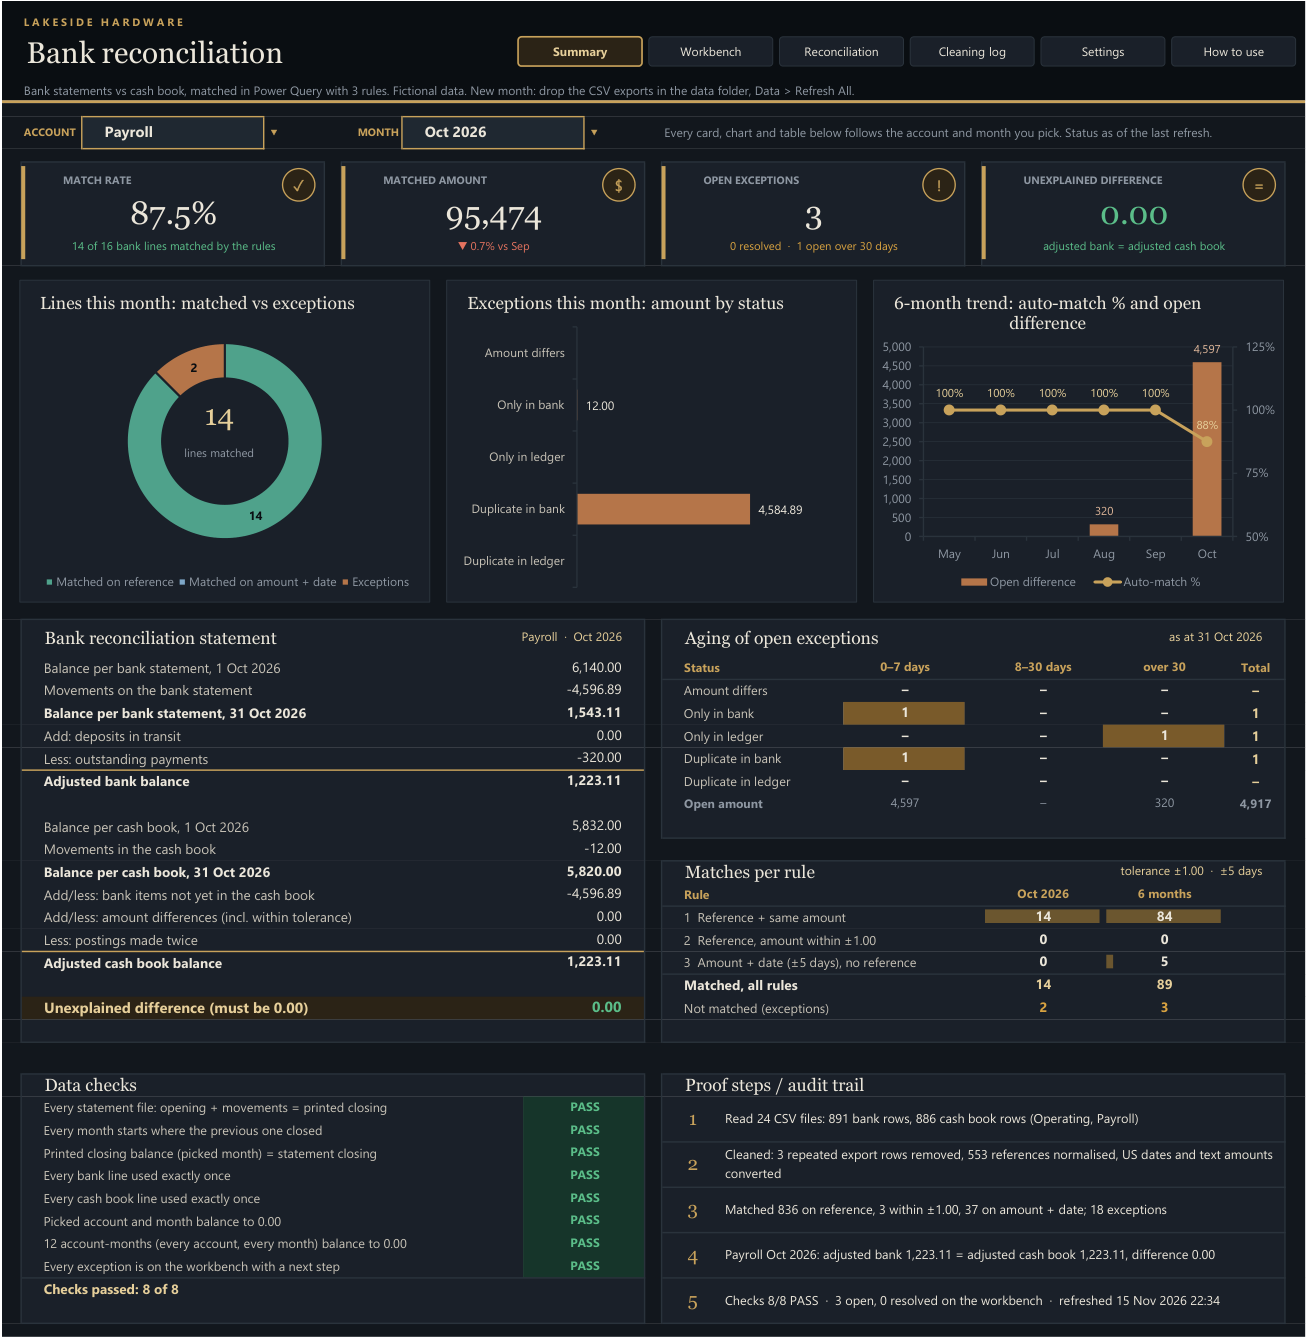 LAKESIDE HARDWARE
Bank reconciliation
Summary
Workbench
Reconciliation
Cleaning log
Settings
How to use
Bank statements vs cash book, matched in Power Query with 3 rules. Fictional data. New month: drop the CSV exports in the data folder, Data > Refresh All.
ACCOUNT Payroll ▼
MONTH Oct 2026 ▼
Every card, chart and table below follows the account and month you pick. Status as of the last refresh.
MATCH RATE ✓
87.5%
14 of 16 bank lines matched by the rules
MATCHED AMOUNT $
95,474
▼ 0.7% vs Sep
OPEN EXCEPTIONS !
3
0 resolved · 1 open over 30 days
UNEXPLAINED DIFFERENCE =
0.00
adjusted bank = adjusted cash book
Lines this month: matched vs exceptions
2
14
lines matched
14
Matched on reference Matched on amount + date Exceptions
Exceptions this month: amount by status
Amount differs
Only in bank 12.00
Only in ledger
Duplicate in bank 4,584.89
Duplicate in ledger
6-month trend: auto-match % and open
difference
5,000 4,597 125%
4,500
4,000
100% 100% 100% 100% 100%
3,500 100%
3,000 88%
2,500
2,000
1,500 75%
1,000
500 320
0 50%
May Jun Jul Aug Sep Oct
Open difference Auto-match %
Bank reconciliation statement Payroll · Oct 2026
Balance per bank statement, 1 Oct 2026 6,140.00
Movements on the bank statement -4,596.89
Balance per bank statement, 31 Oct 2026 1,543.11
Add: deposits in transit 0.00
Less: outstanding payments -320.00
Adjusted bank balance 1,223.11
Balance per cash book, 1 Oct 2026 5,832.00
Movements in the cash book -12.00
Balance per cash book, 31 Oct 2026 5,820.00
Add/less: bank items not yet in the cash book -4,596.89
Add/less: amount differences (incl. within tolerance) 0.00
Less: postings made twice 0.00
Adjusted cash book balance 1,223.11
Unexplained difference (must be 0.00) 0.00
Aging of open exceptions as at 31 Oct 2026
Status 0–7 days 8–30 days over 30 Total
Amount differs – – – –
Only in bank 1 – – 1
Only in ledger – – 1 1
Duplicate in bank 1 – – 1
Duplicate in ledger – – – –
Open amount 4,597 – 320 4,917
Matches per rule tolerance ±1.00 · ±5 days
Rule Oct 2026 6 months
1 Reference + same amount 14 84
2 Reference, amount within ±1.00 0 0
3 Amount + date (±5 days), no reference 0 5
Matched, all rules 14 89
Not matched (exceptions) 2 3
Data checks
Every statement file: opening + movements = printed closing PASS
Every month starts where the previous one closed PASS
Printed closing balance (picked month) = statement closing PASS
Every bank line used exactly once PASS
Every cash book line used exactly once PASS
Picked account and month balance to 0.00 PASS
12 account-months (every account, every month) balance to 0.00 PASS
Every exception is on the workbench with a next step PASS
Checks passed: 8 of 8
Proof steps / audit trail
1 Read 24 CSV files: 891 bank rows, 886 cash book rows (Operating, Payroll)
2 Cleaned: 3 repeated export rows removed, 553 references normalised, US dates and text amounts
converted
3 Matched 836 on reference, 3 within ±1.00, 37 on amount + date; 18 exceptions
4 Payroll Oct 2026: adjusted bank 1,223.11 = adjusted cash book 1,223.11, difference 0.00
5 Checks 8/8 PASS · 3 open, 0 resolved on the workbench · refreshed 15 Nov 2026 22:34